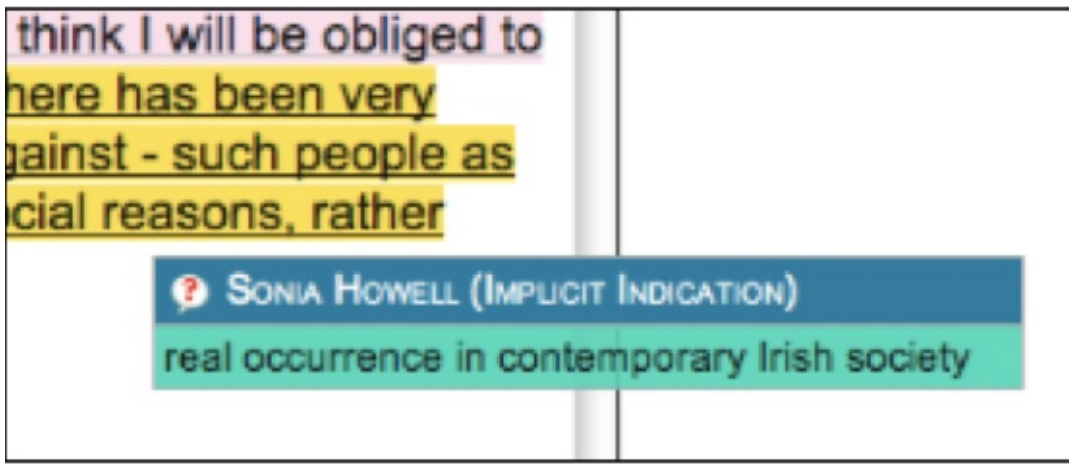 think I will be obliged to
here has been very
gainst - such people as
cial reasons, rather
? Sonia Howell (Implicit Indication)
real occurrence in contemporary Irish society